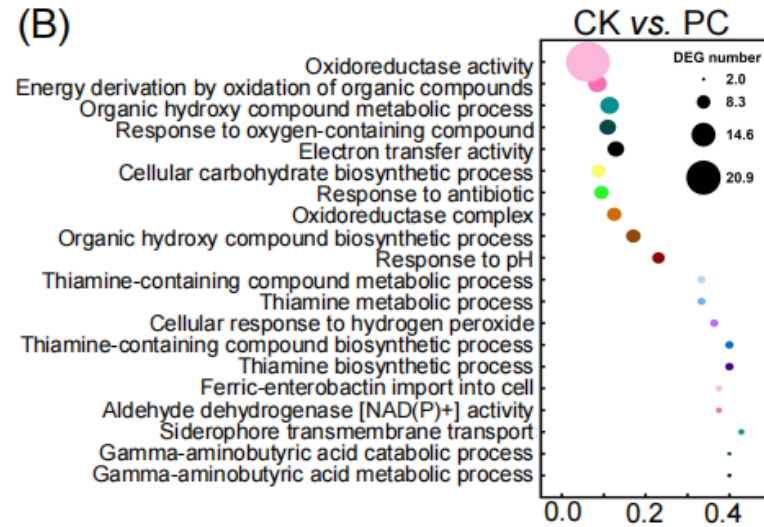 (B)
CK vs. PC
DEG number
2.0
8.3
14.6
20.9
Oxidoreductase activity
Energy derivation by oxidation of organic compounds
Organic hydroxy compound metabolic process
Response to oxygen-containing compound
Electron transfer activity
Cellular carbohydrate biosynthetic process
Response to antibiotic
Oxidoreductase complex
Organic hydroxy compound biosynthetic process
Response to pH
Thiamine-containing compound metabolic process
Thiamine metabolic process
Cellular response to hydrogen peroxide
Thiamine-containing compound biosynthetic process
Thiamine biosynthetic process
Ferric-enterobactin import into cell
Aldehyde dehydrogenase [NAD(P)+] activity
Siderophore transmembrane transport
Gamma-aminobutyric acid catabolic process
Gamma-aminobutyric acid metabolic process
0.0 0.2 0.4